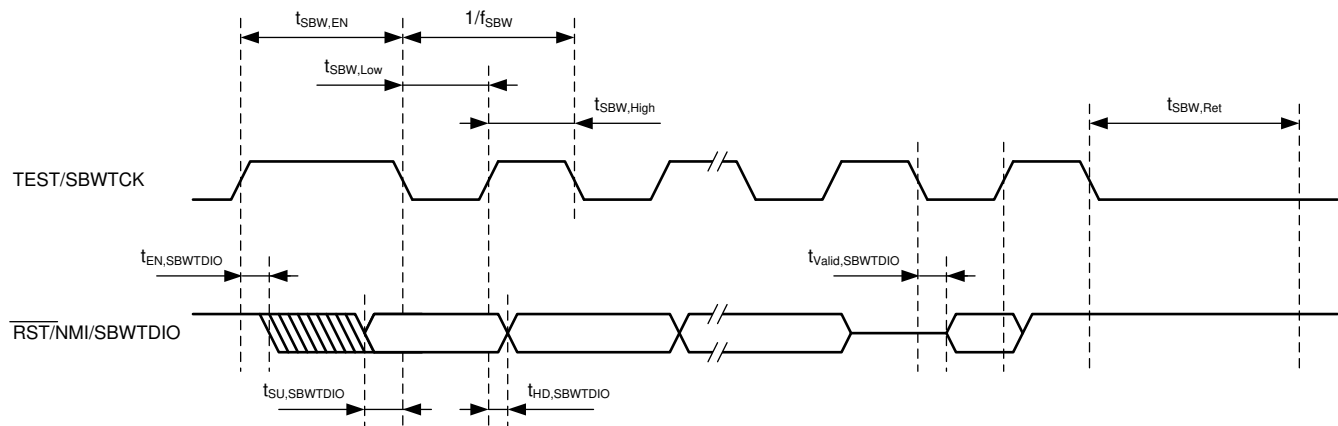 tSBW,EN
1/fSBW
tSBW,Low
tSBW,High
tSBW,Ret
TEST/SBWTCK
tEN,SBWTDIO
tValid,SBWTDIO
RST/NMI/SBWTDIO
tSU,SBWTDIO
tHD,SBWTDIO